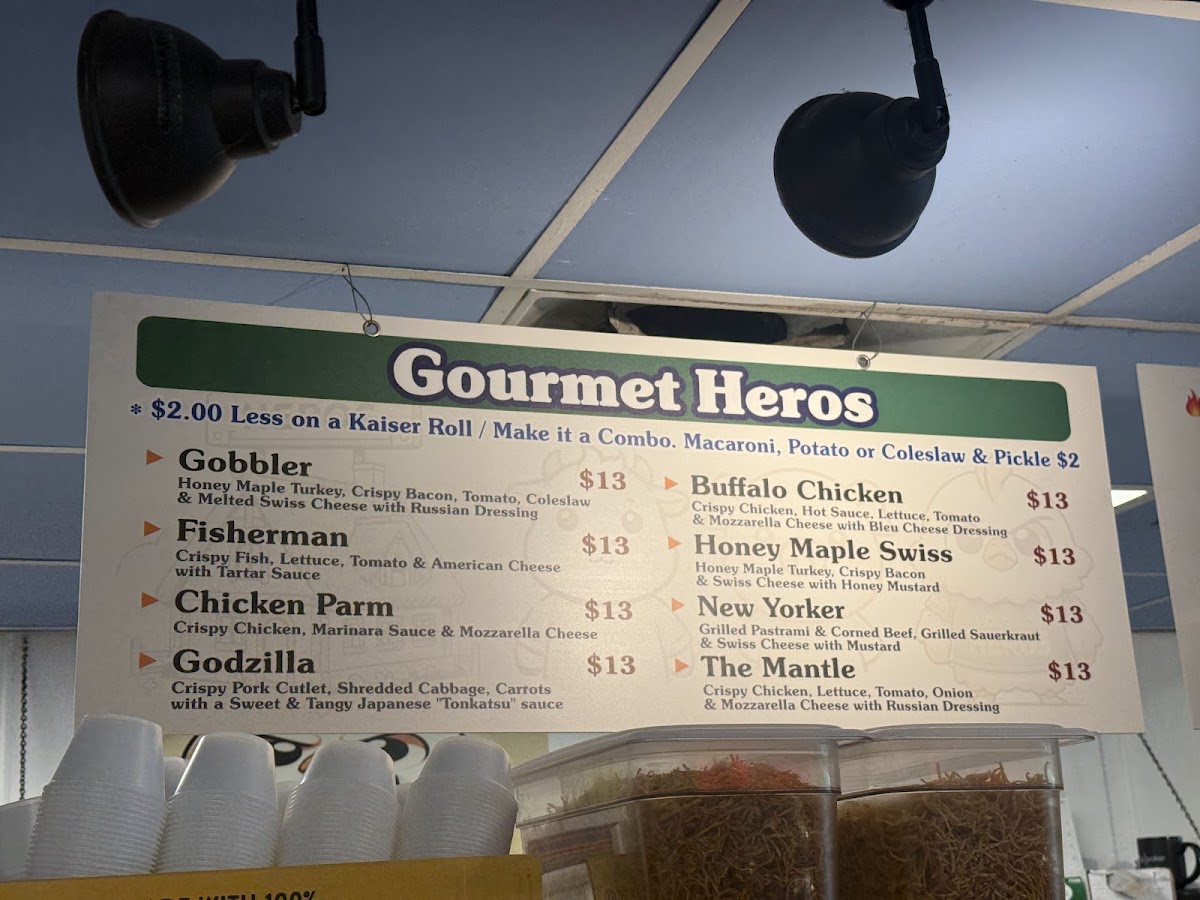 Gourmet Heros
* $2.00 Less on a Kaiser Roll / Make it a Combo. Macaroni, Potato or Coleslaw & Pickle $2
Gobbler $13
Honey Maple Turkey, Crispy Bacon, Tomato, Coleslaw
& Melted Swiss Cheese with Russian Dressing
Fisherman $13
Crispy Fish, Lettuce, Tomato & American Cheese
with Tartar Sauce
Chicken Parm $13
Crispy Chicken, Marinara Sauce & Mozzarella Cheese
Godzilla $13
Crispy Pork Cutlet, Shredded Cabbage, Carrots
with a Sweet & Tangy Japanese "Tonkatsu" sauce
Buffalo Chicken $13
Crispy Chicken, Hot Sauce, Lettuce, Tomato
& Mozzarella Cheese with Bleu Cheese Dressing
Honey Maple Swiss $13
Honey Maple Turkey, Crispy Bacon
& Swiss Cheese with Honey Mustard
New Yorker $13
Grilled Pastrami & Corned Beef, Grilled Sauerkraut
& Swiss Cheese with Mustard
The Mantle $13
Crispy Chicken, Lettuce, Tomato, Onion
& Mozzarella Cheese with Russian Dressing
WITH 100%